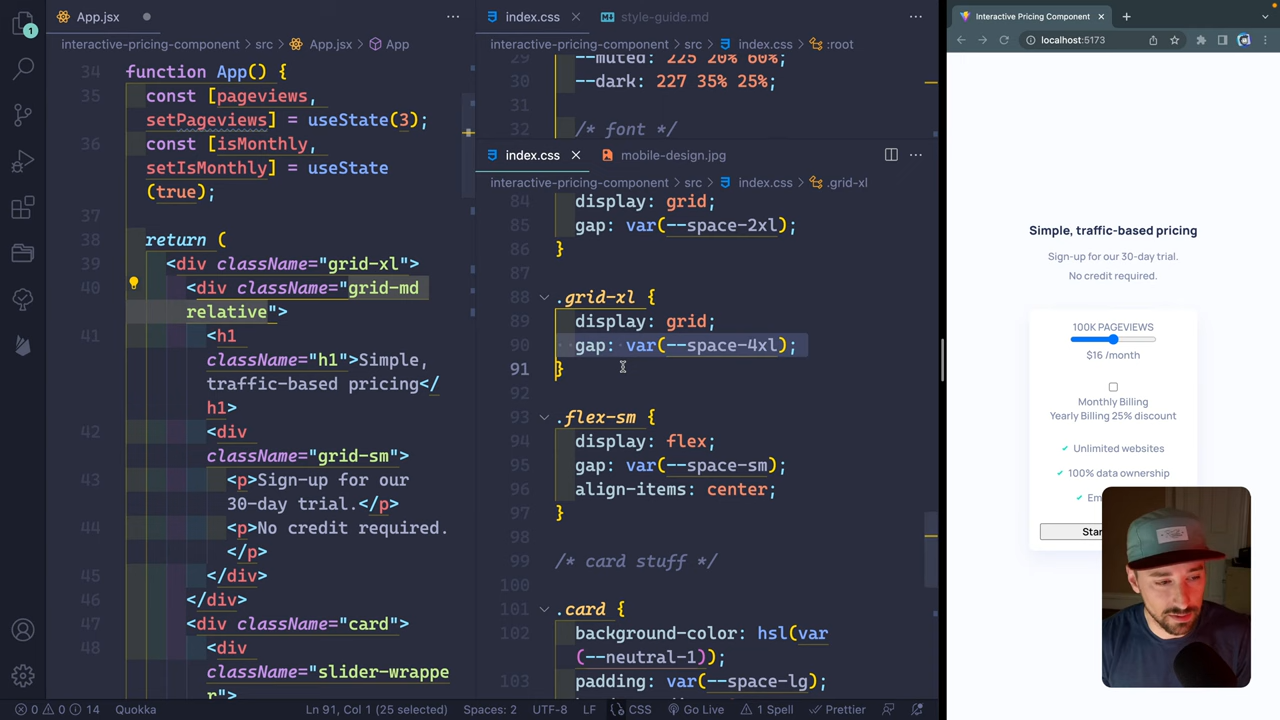 App.jsx
interactive-pricing-component > src > App.jsx > App
34 function App() {
35 const [pageviews,
setPageviews] = useState(3);
36 const [isMonthly,
setIsMonthly] = useState
(true);
37
38 return (
39 <div className="grid-xl">
40 <div className="grid-md
relative">
41 <h1
className="h1">Simple,
traffic-based pricing</
h1>
42 <div
className="grid-sm">
43 <p>Sign-up for our
30-day trial.</p>
44 <p>No credit required.
</p>
45 </div>
46 </div>
47 <div className="card">
48 <div
className="slider-wrappe
r">
index.css
style-guide.md
interactive-pricing-component > src > index.css > :root
29 --muted: 225 20% 60%;
30 --dark: 227 35% 25%;
31
32 /* font */
index.css
mobile-design.jpg
interactive-pricing-component > src > index.css > .grid-xl
84 display: grid;
85 gap: var(--space-2xl);
86 }
87
88 .grid-xl {
89 display: grid;
90 gap: var(--space-4xl);
91 }
92
93 .flex-sm {
94 display: flex;
95 gap: var(--space-sm);
96 align-items: center;
97 }
98
99 /* card stuff */
100
101 .card {
102 background-color: hsl(var
(--neutral-1));
103 padding: var(--space-lg);
Interactive Pricing Component
localhost:5173
Simple, traffic-based pricing
Sign-up for our 30-day trial.
No credit required.
100K PAGEVIEWS
$16 /month
Monthly Billing
Yearly Billing 25% discount
Unlimited websites
100% data ownership
Em
Star
1
0 0 14 Quokka Ln 91, Col 1 (25 selected) Spaces: 2 UTF-8 LF CSS Go Live 1 Spell Prettier